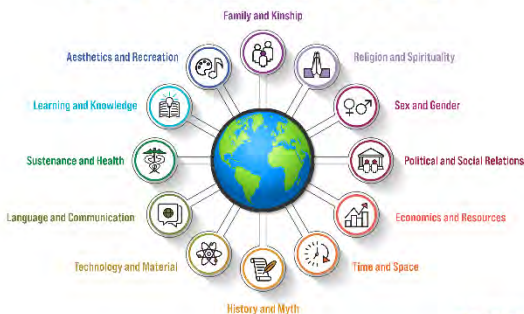 Family and Kinship
Aesthetics and Recreation
Religion and Spirituality
Learning and Knowledge
Sex and Gender
Sustenance and Health
Political and Social Relations
Language and Communication
Economics and Resources
Technology and Material
Time and Space
History and Myth